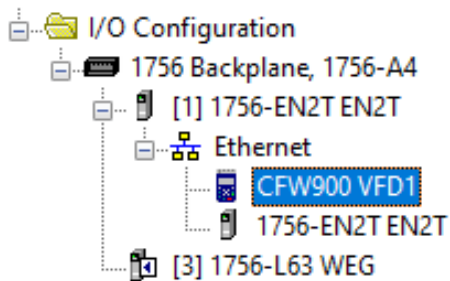 I/O Configuration
1756 Backplane, 1756-A4
[1] 1756-EN2T EN2T
Ethernet
CFW900 VFD1
1756-EN2T EN2T
[3] 1756-L63 WEG